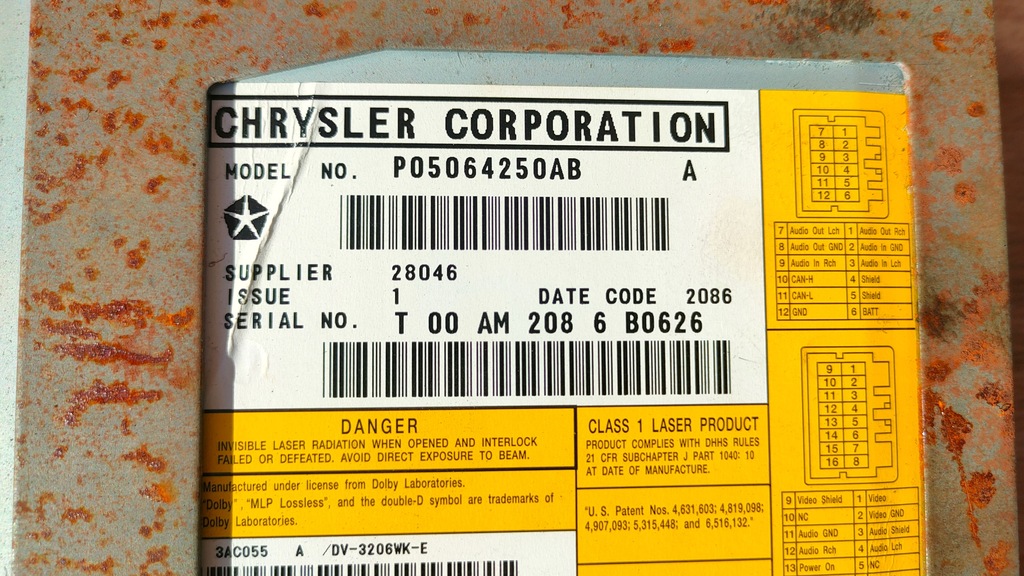 CHRYSLER CORPORATION
MODEL NO. P05064250AB A
SUPPLIER 28046
ISSUE 1 DATE CODE 2086
SERIAL NO. T 00 AM 208 6 B0626
DANGER
INVISIBLE LASER RADIATION WHEN OPENED AND INTERLOCK
FAILED OR DEFEATED. AVOID DIRECT EXPOSURE TO BEAM.
Manufactured under license from Dolby Laboratories.
"Dolby", "MLP Lossless", and the double-D symbol are trademarks of
Dolby Laboratories.
3AC055 A /DV-3206WK-E
CLASS 1 LASER PRODUCT
PRODUCT COMPLIES WITH DHHS RULES
21 CFR SUBCHAPTER J PART 1040: 10
AT DATE OF MANUFACTURE.
"U.S. Patent Nos. 4,631,603; 4,819,098;
4,907,093; 5,315,448; and 6,516,132."
7 1
8 2
9 3
10 4
11 5
12 6
7 Audio Out Lch 1 Audio Out Rch
8 Audio Out GND 2 Audio In GND
9 Audio In Rch 3 Audio In Lch
10 CAN-H 4 Shield
11 CAN-L 5 Shield
12 GND 6 BATT
9 1
10 2
11 3
12 4
13 5
14 6
15 7
16 8
9 Video Shield 1 Video
10 NC 2 Video GND
11 Audio GND 3 Audio Shield
12 Audio Rch 4 Audio Lch
13 Power On 5 NC